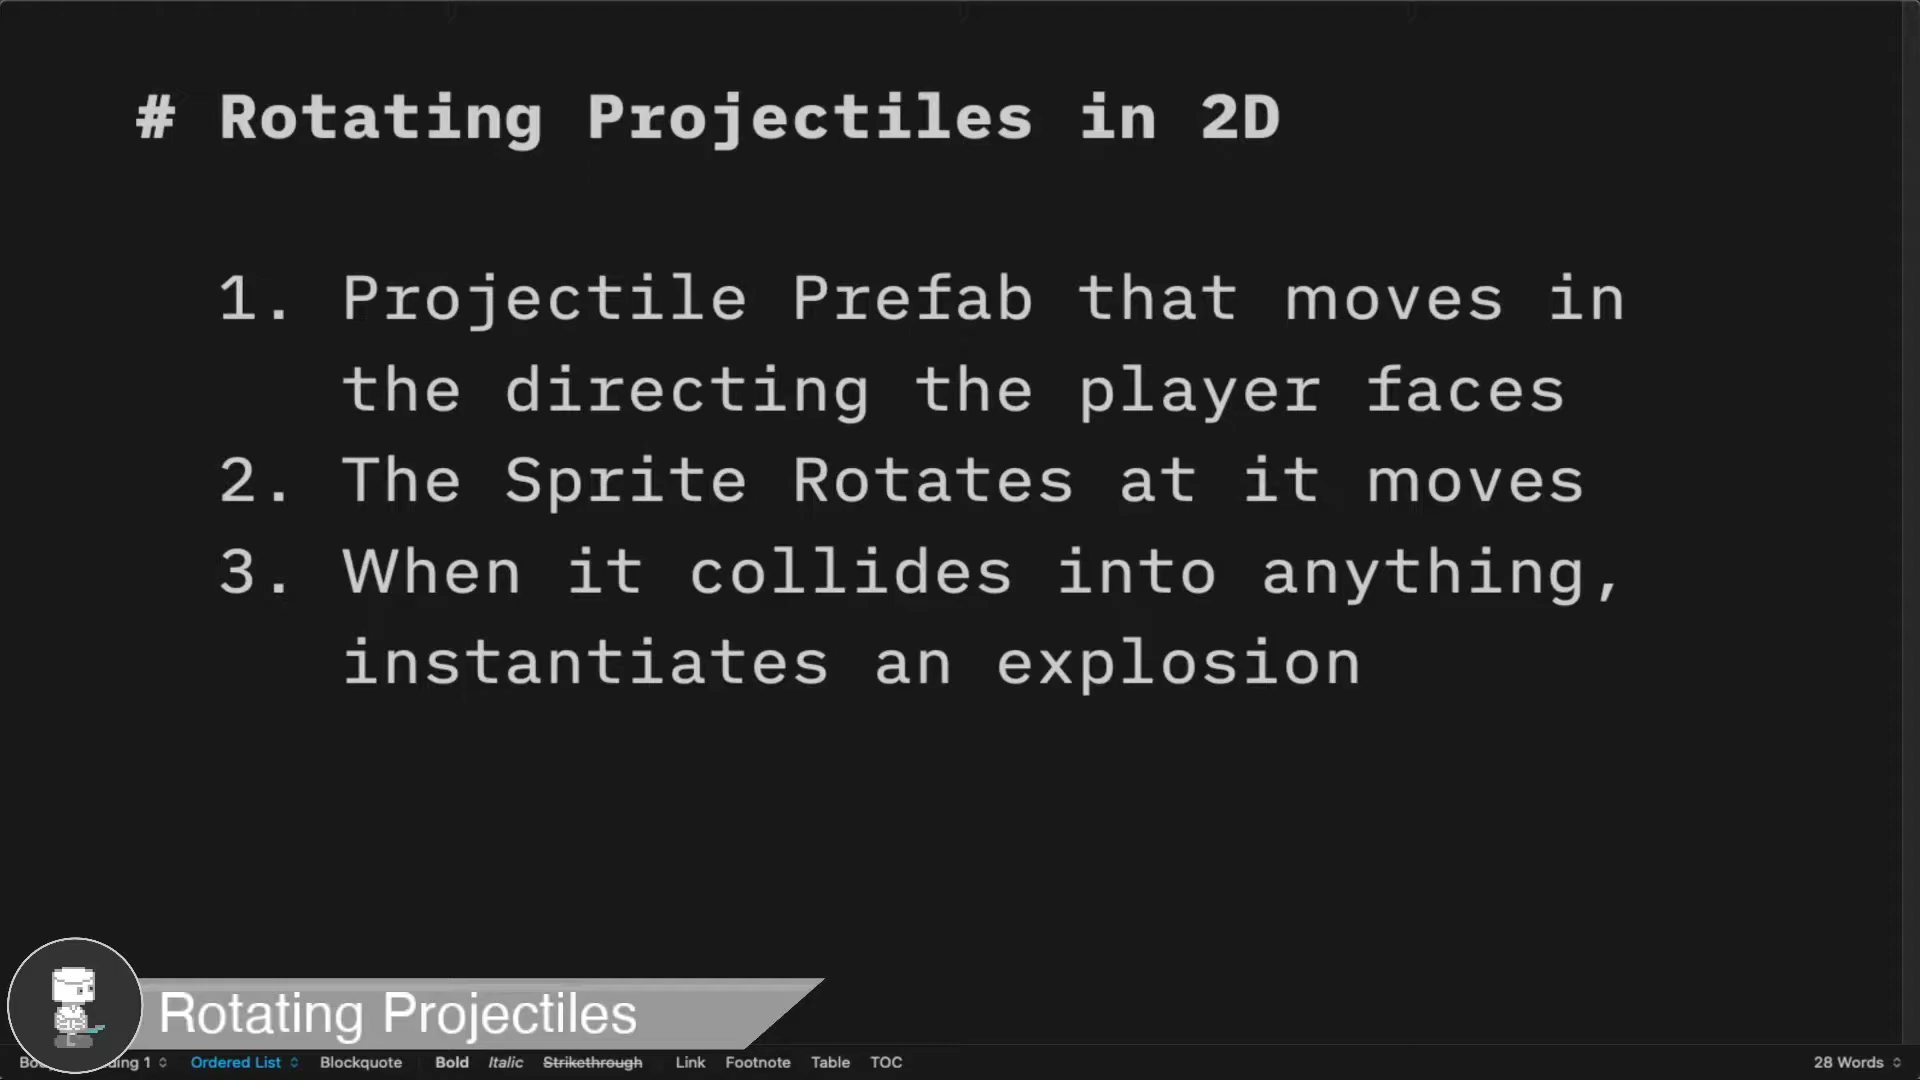 # Rotating Projectiles in 2D
1. Projectile Prefab that moves in
the directing the player faces
2. The Sprite Rotates at it moves
3. When it collides into anything,
instantiates an explosion
Rotating Projectiles
Ordered List Blockquote Bold Italic Strikethrough Link Footnote Table TOC 28 Words